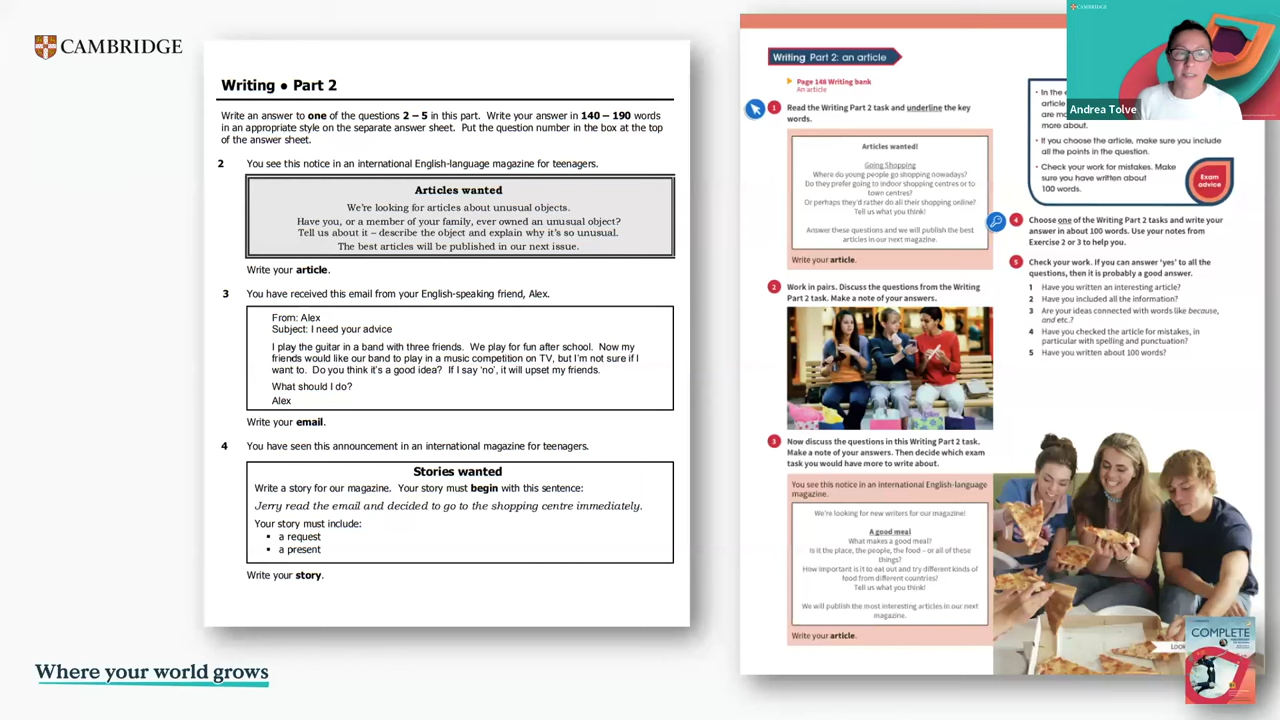 CAMBRIDGE
Writing ● Part 2
Write an answer to one of the questions 2 – 5 in this part. Write your answer in 140 – 190 words
in an appropriate style on the separate answer sheet. Put the question number in the box at the top
of the answer sheet.
2 You see this notice in an international English-language magazine for teenagers.
Articles wanted
We're looking for articles about unusual objects.
Have you, or a member of your family, ever owned an unusual object?
Tell us about it – describe the object and explain why it's so unusual.
The best articles will be published in our next issue.
Write your article.
3 You have received this email from your English-speaking friend, Alex.
From: Alex
Subject: I need your advice
I play the guitar in a band with three friends. We play for fun after school. Now my
friends would like our band to play in a music competition on TV, but I'm not sure if I
want to. Do you think it's a good idea? If I say 'no', it will upset my friends.
What should I do?
Alex
Write your email.
4 You have seen this announcement in an international magazine for teenagers.
Stories wanted
Write a story for our magazine. Your story must begin with this sentence:
Jerry read the email and decided to go to the shopping centre immediately.
Your story must include:
• a request
• a present
Write your story.
Where your world grows
Writing Part 2: an article
Page 148 Writing bank
An article
1 Read the Writing Part 2 task and underline the key
words.
Articles wanted!
Going Shopping
Where do young people go shopping nowadays?
Do they prefer going to indoor shopping centres or to
town centres?
Or perhaps they'd rather do all their shopping online?
Tell us what you think!
Answer these questions and we will publish the best
articles in our next magazine.
Write your article.
2 Work in pairs. Discuss the questions from the Writing
Part 2 task. Make a note of your answers.
3 Now discuss the questions in this Writing Part 2 task.
Make a note of your answers. Then decide which exam
task you would have more to write about.
You see this notice in an international English-language
magazine.
We're looking for new writers for our magazine!
A good meal
What makes a good meal?
Is it the place, the people, the food – or all of these
things?
How important is it to eat out and try different kinds of
food from different countries?
Tell us what you think!
We will publish the most interesting articles in our next
magazine.
Write your article.
• In the
article
are
more about.
• If you choose the article, make sure you include
all the points in the question.
• Check your work for mistakes. Make
sure you have written about
100 words.
Exam
advice
4 Choose one of the Writing Part 2 tasks and write your
answer in about 100 words. Use your notes from
Exercise 2 or 3 to help you.
5 Check your work. If you can answer 'yes' to all the
questions, then it is probably a good answer.
1 Have you written an interesting article?
2 Have you included all the information?
3 Are your ideas connected with words like because,
and etc.?
4 Have you checked the article for mistakes, in
particular with spelling and punctuation?
5 Have you written about 100 words?
CAMBRIDGE
Andrea Tolve
LOOK
COMPLETE